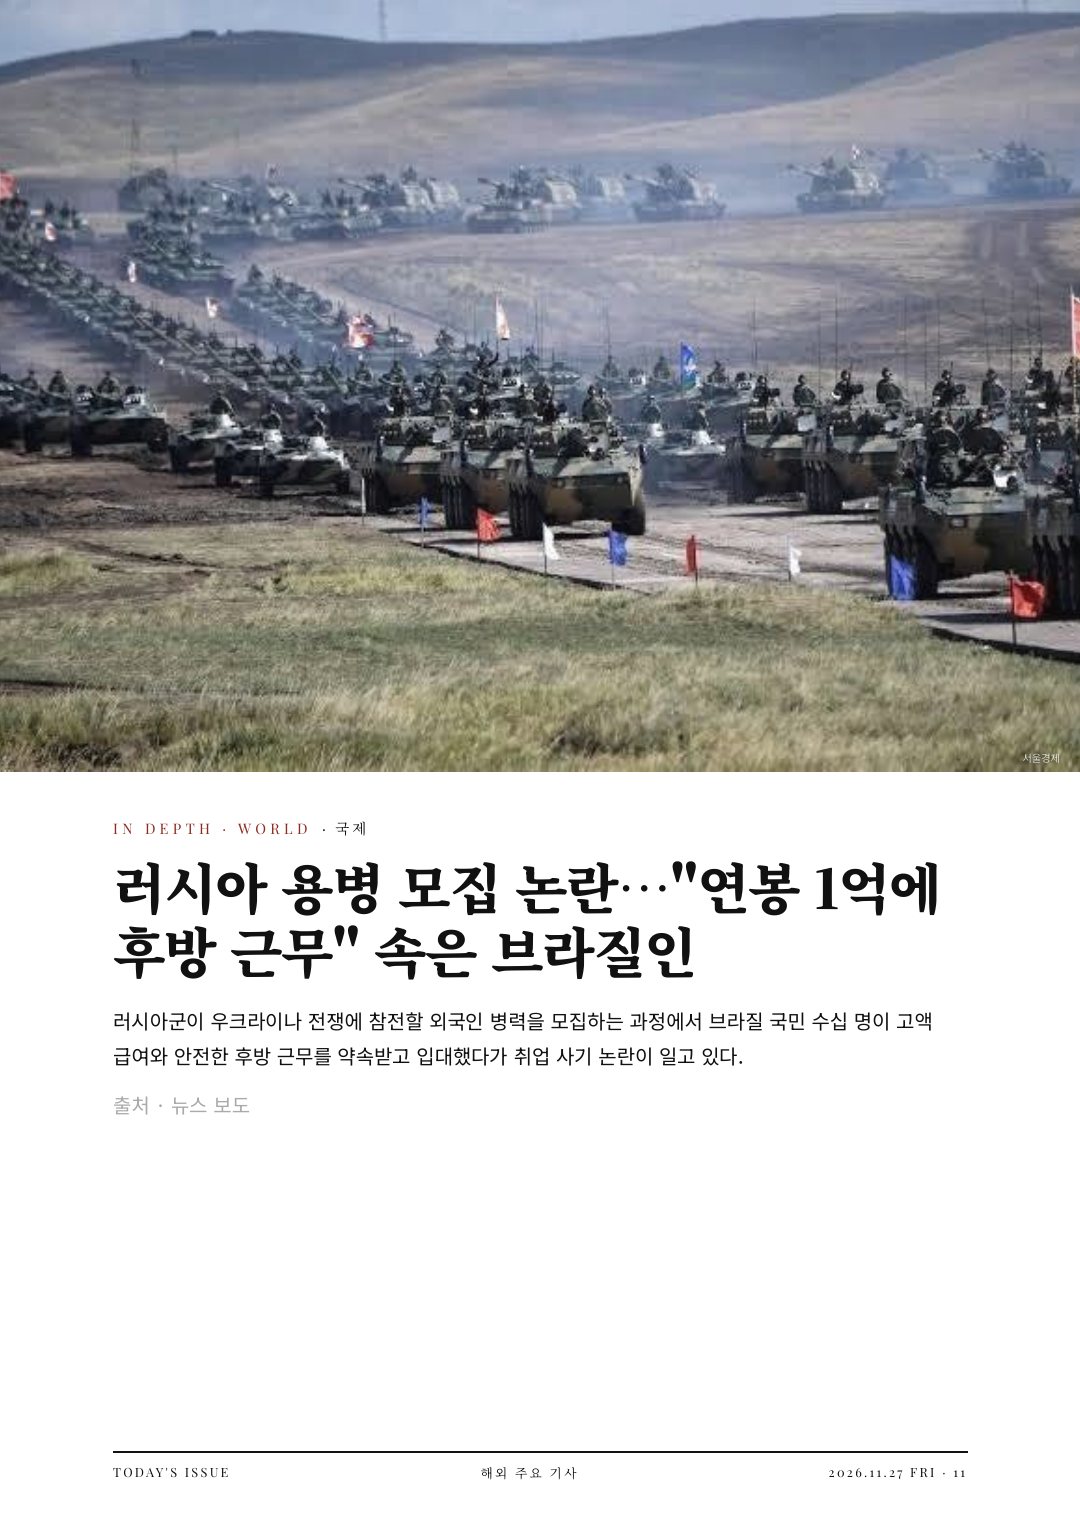 서울경제
IN DEPTH · WORLD · 국제
러시아 용병 모집 논란…"연봉 1억에
후방 근무" 속은 브라질인
러시아군이 우크라이나 전쟁에 참전할 외국인 병력을 모집하는 과정에서 브라질 국민 수십 명이 고액
급여와 안전한 후방 근무를 약속받고 입대했다가 취업 사기 논란이 일고 있다.
출처 · 뉴스 보도
TODAY'S ISSUE
해외 주요 기사
2026.11.27 FRI · 11